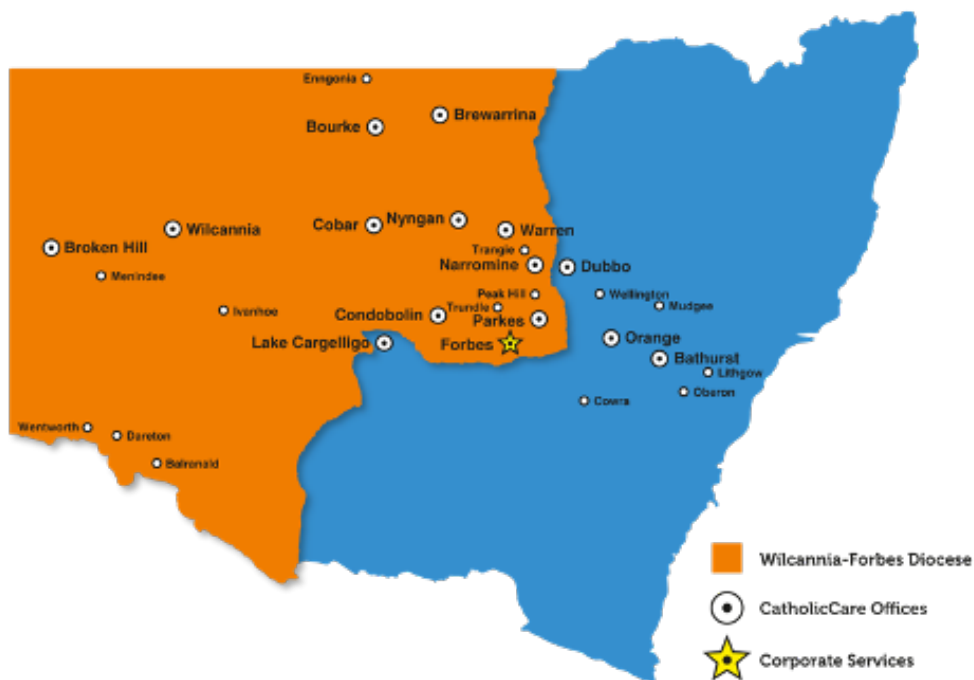 Enngonia
Brewarrina
Bourke
Wilcannia
Cobar
Nyngan
Warren
Broken Hill
Trangie
Narromine
Dubbo
Menindee
Peak Hill
Wellington
Mudgee
Ivanhoe
Trundle
Condobolin
Parkes
Lake Cargelligo
Forbes
Orange
Bathurst
Lithgow
Oberon
Cowra
Wentworth
Dareton
Balranald
Wilcannia-Forbes Diocese
CatholicCare Offices
Corporate Services